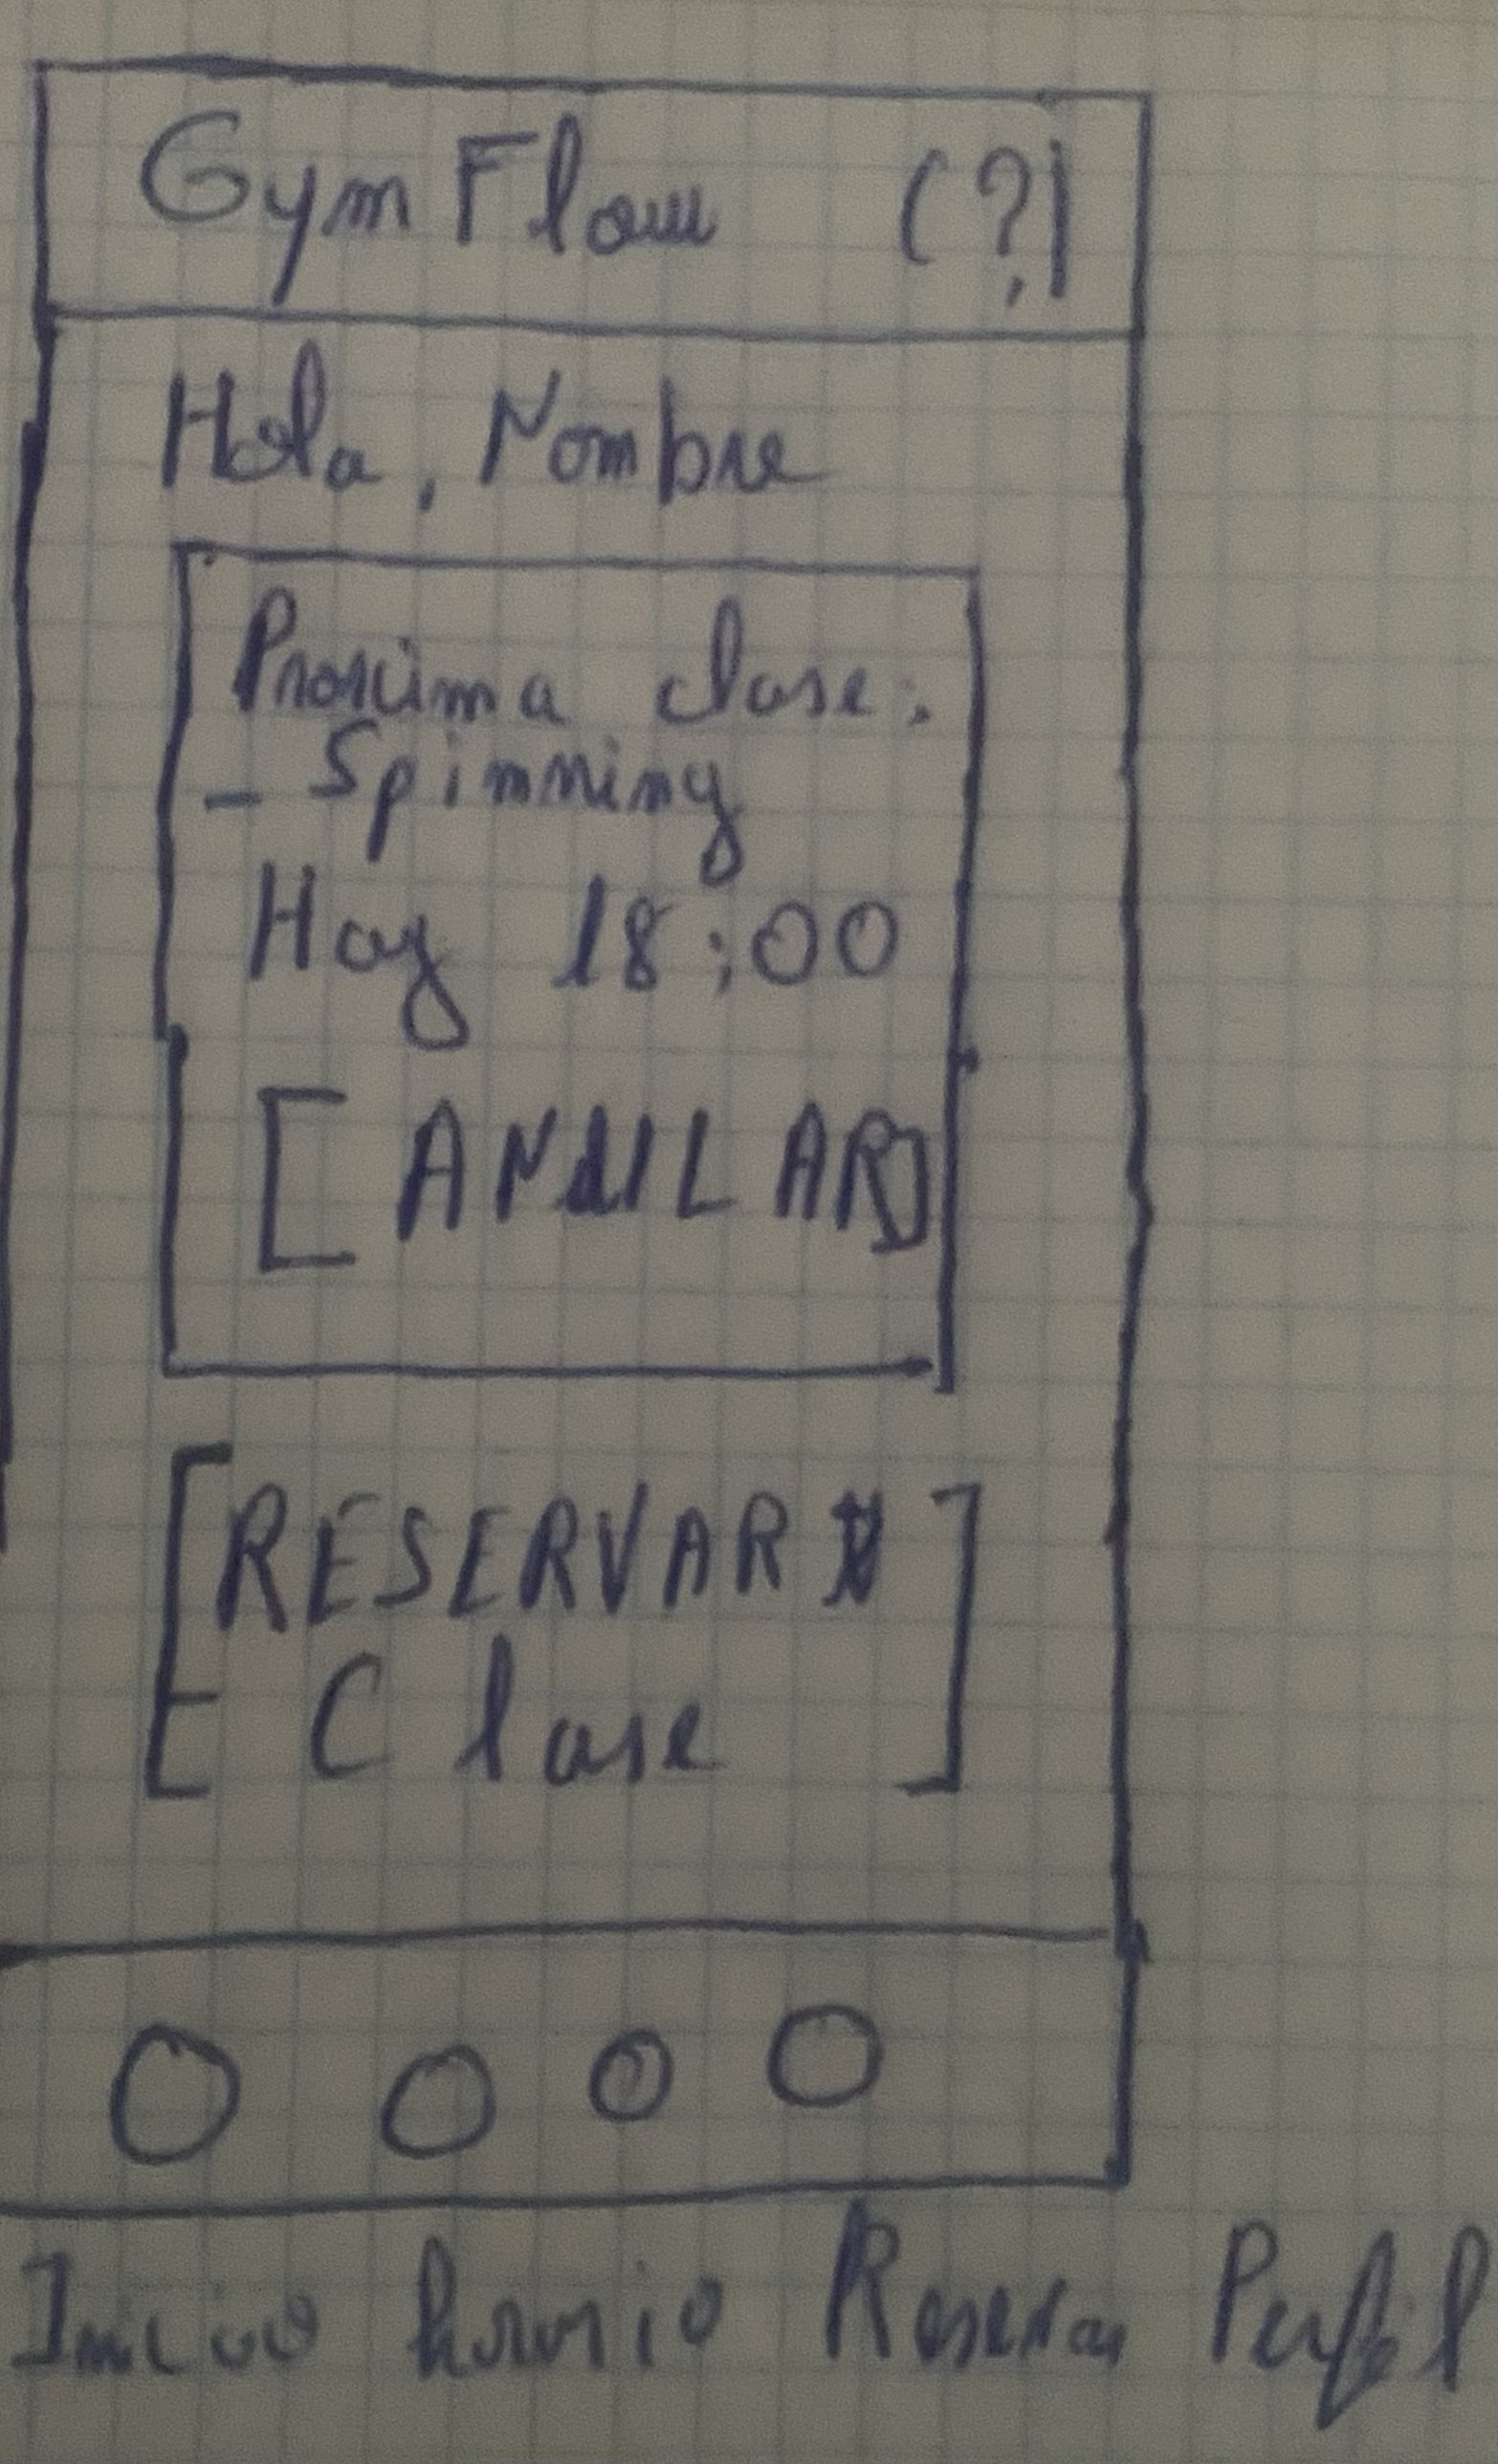 GymFlow (?)
Hola, Nombre
Proxima clase:
- Spinning
Hoy 18:00
[ANULAR]
[RESERVAR
Clase]
Inicio horario Reservas Perfil